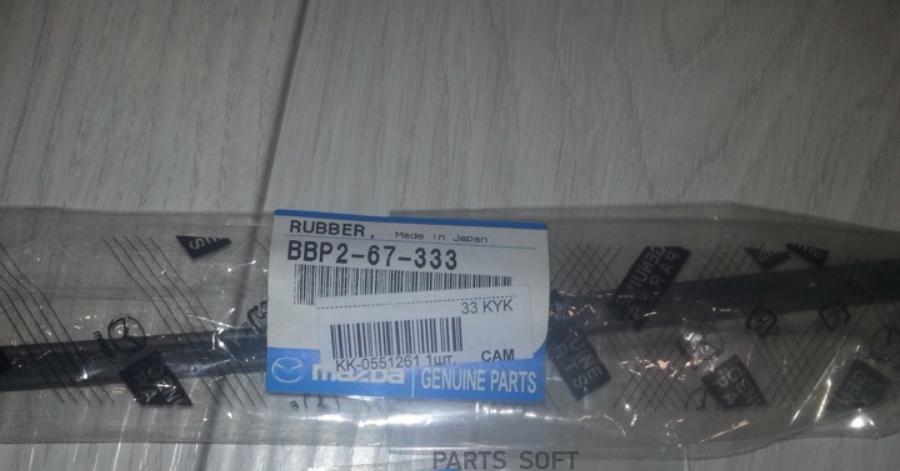 RUBBER, Made in Japan
BBP2-67-333
33 KYK
KK-0551261 1шт. CAM
mazda GENUINE PARTS
PARTS SOFT